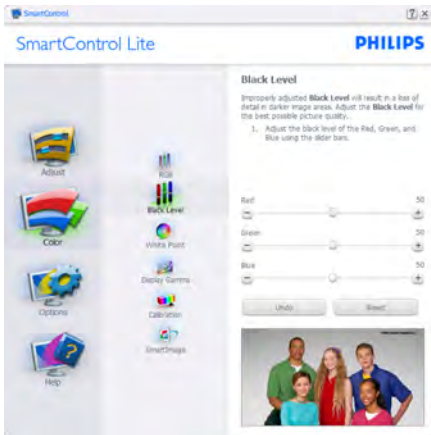 SmartControl
SmartControl Lite
PHILIPS
Adjust
Color
Options
Help
RGB
Black Level
White Point
Display Gamma
Calibration
SmartImage
Black Level
Improperly adjusted Black Level will result in a loss of
detail in darker image areas. Adjust the Black Level for
the best possible picture quality.
1. Adjust the black level of the Red, Green, and
Blue using the slider bars.
Red 50
Green 50
Blue 50
Undo Reset